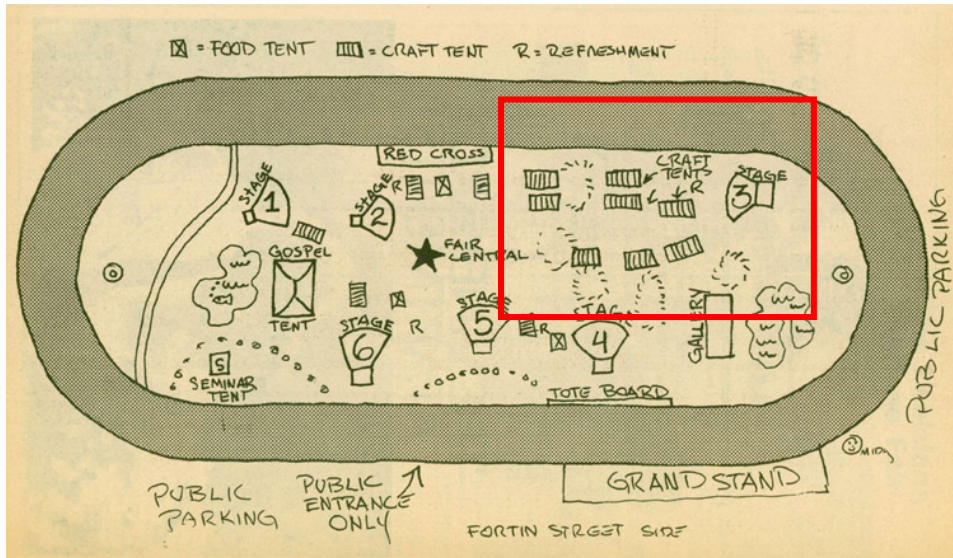 = FOOD TENT
= CRAFT TENT
R = REFRESHMENT
RED CROSS
STAGE
1
STAGE
2
R
CRAFT
TENTS
R
STAGE
3
GOSPEL
TENT
FAIR
CENTRAL
STAGE
6
R
STAGE
5
R
STAGE
4
GALLERY
S
SEMINAR
TENT
TOTE BOARD
PUBLIC PARKING
GRANDSTAND
PUBLIC
PARKING
PUBLIC
ENTRANCE
ONLY
FORTIN STREET SIDE